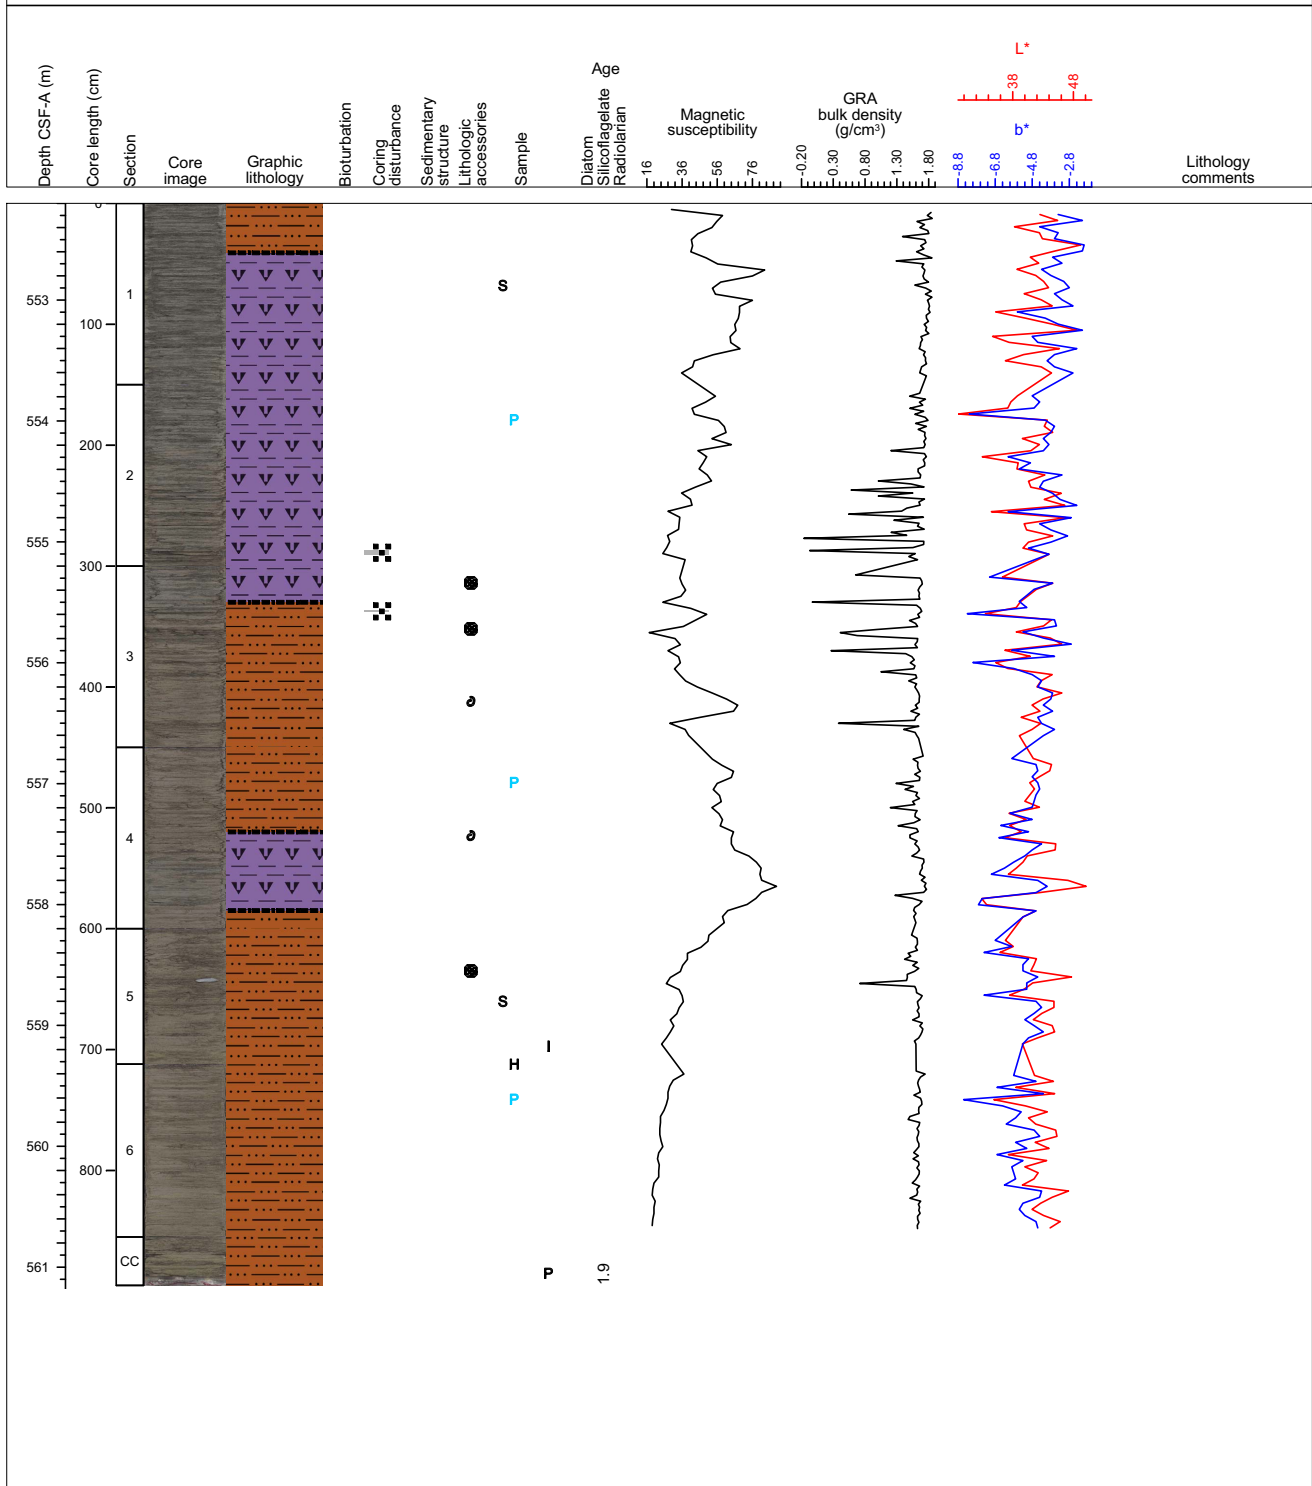 Depth CSF-A (m)
Core length (cm)
Section
Core
image
Graphic
lithology
Bioturbation
Coring
disturbance
Sedimentary
structure
Lithologic
accessories
Sample
Age
Diatom
Silicoflagelate
Radiolarian
Magnetic
susceptibility
16 36 56 76
GRA
bulk density
(g/cm³)
-0.20 0.30 0.80 1.30 1.80
L*
38 48
b*
-8.8 -6.8 -4.8 -2.8
Lithology
comments
0
S
1
553
100
P
554
200
2
555
300
3
556
400
P
557
500
4
558
600
5
S
559
I
700
H
P
560
6
800
CC
561
P
1.9